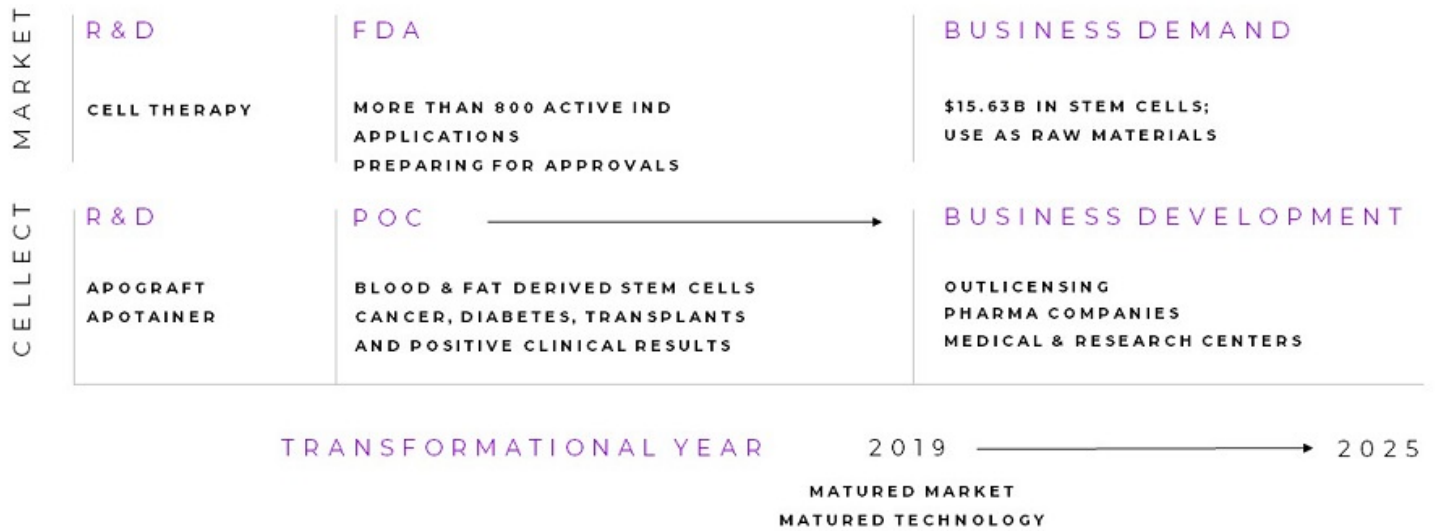 MARKET
R & D
CELL THERAPY
FDA
MORE THAN 800 ACTIVE IND
APPLICATIONS
PREPARING FOR APPROVALS
BUSINESS DEMAND
$15.63B IN STEM CELLS;
USE AS RAW MATERIALS
CELLECT
R & D
APOGRAFT
APOTAINER
POC
BLOOD & FAT DERIVED STEM CELLS
CANCER, DIABETES, TRANSPLANTS
AND POSITIVE CLINICAL RESULTS
BUSINESS DEVELOPMENT
OUTLICENSING
PHARMA COMPANIES
MEDICAL & RESEARCH CENTERS
TRANSFORMATIONAL YEAR 2019 2025
MATURED MARKET
MATURED TECHNOLOGY